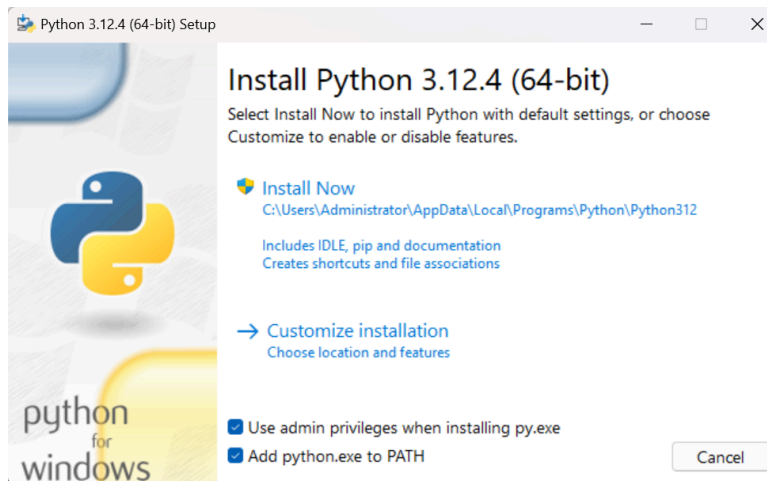 Python 3.12.4 (64-bit) Setup
Install Python 3.12.4 (64-bit)
Select Install Now to install Python with default settings, or choose
Customize to enable or disable features.
Install Now
C:\Users\Administrator\AppData\Local\Programs\Python\Python312
Includes IDLE, pip and documentation
Creates shortcuts and file associations
Customize installation
Choose location and features
python
for
windows
Use admin privileges when installing py.exe
Add python.exe to PATH
Cancel